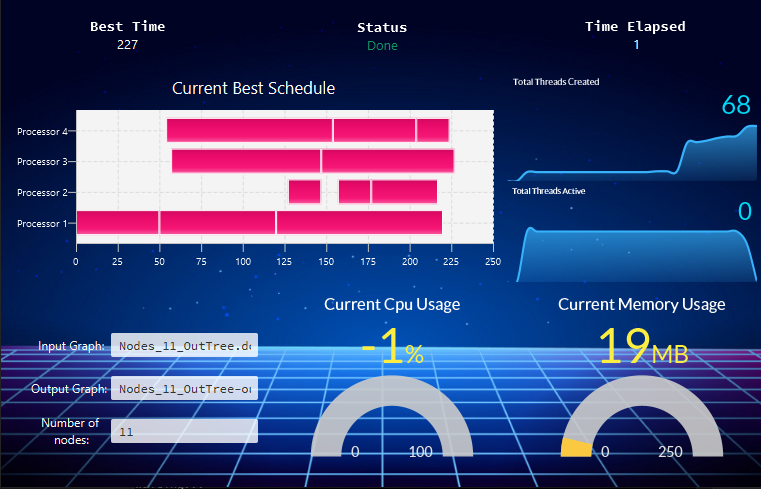 Best Time
227
Status
Done
Time Elapsed
1
Current Best Schedule
Processor 4
Processor 3
Processor 2
Processor 1
0 25 50 75 100 125 150 175 200 225 250
Total Threads Created
68
Total Threads Active
0
Input Graph: Nodes_11_OutTree.do
Output Graph: Nodes_11_OutTree-ou
Number of
nodes:
11
Current Cpu Usage
-1%
0 100
Current Memory Usage
19MB
0 250